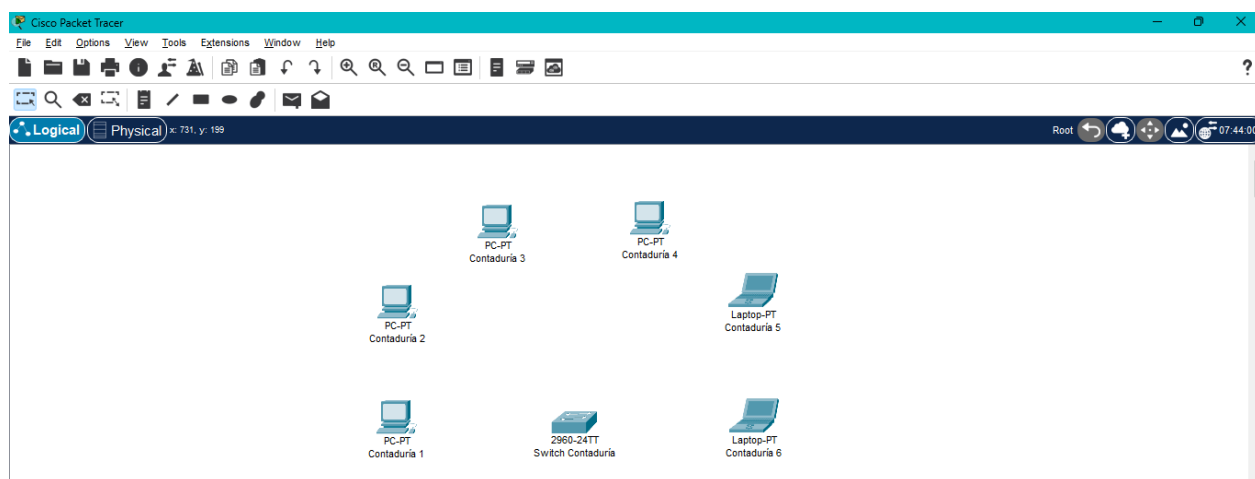 Cisco Packet Tracer
File Edit Options View Tools Extensions Window Help
?
Logical Physical x: 731, y: 199 Root 07:44:00
PC-PT
Contaduría 3
PC-PT
Contaduría 4
PC-PT
Contaduría 2
Laptop-PT
Contaduría 5
PC-PT
Contaduría 1
2960-24TT
Switch Contaduría
Laptop-PT
Contaduría 6